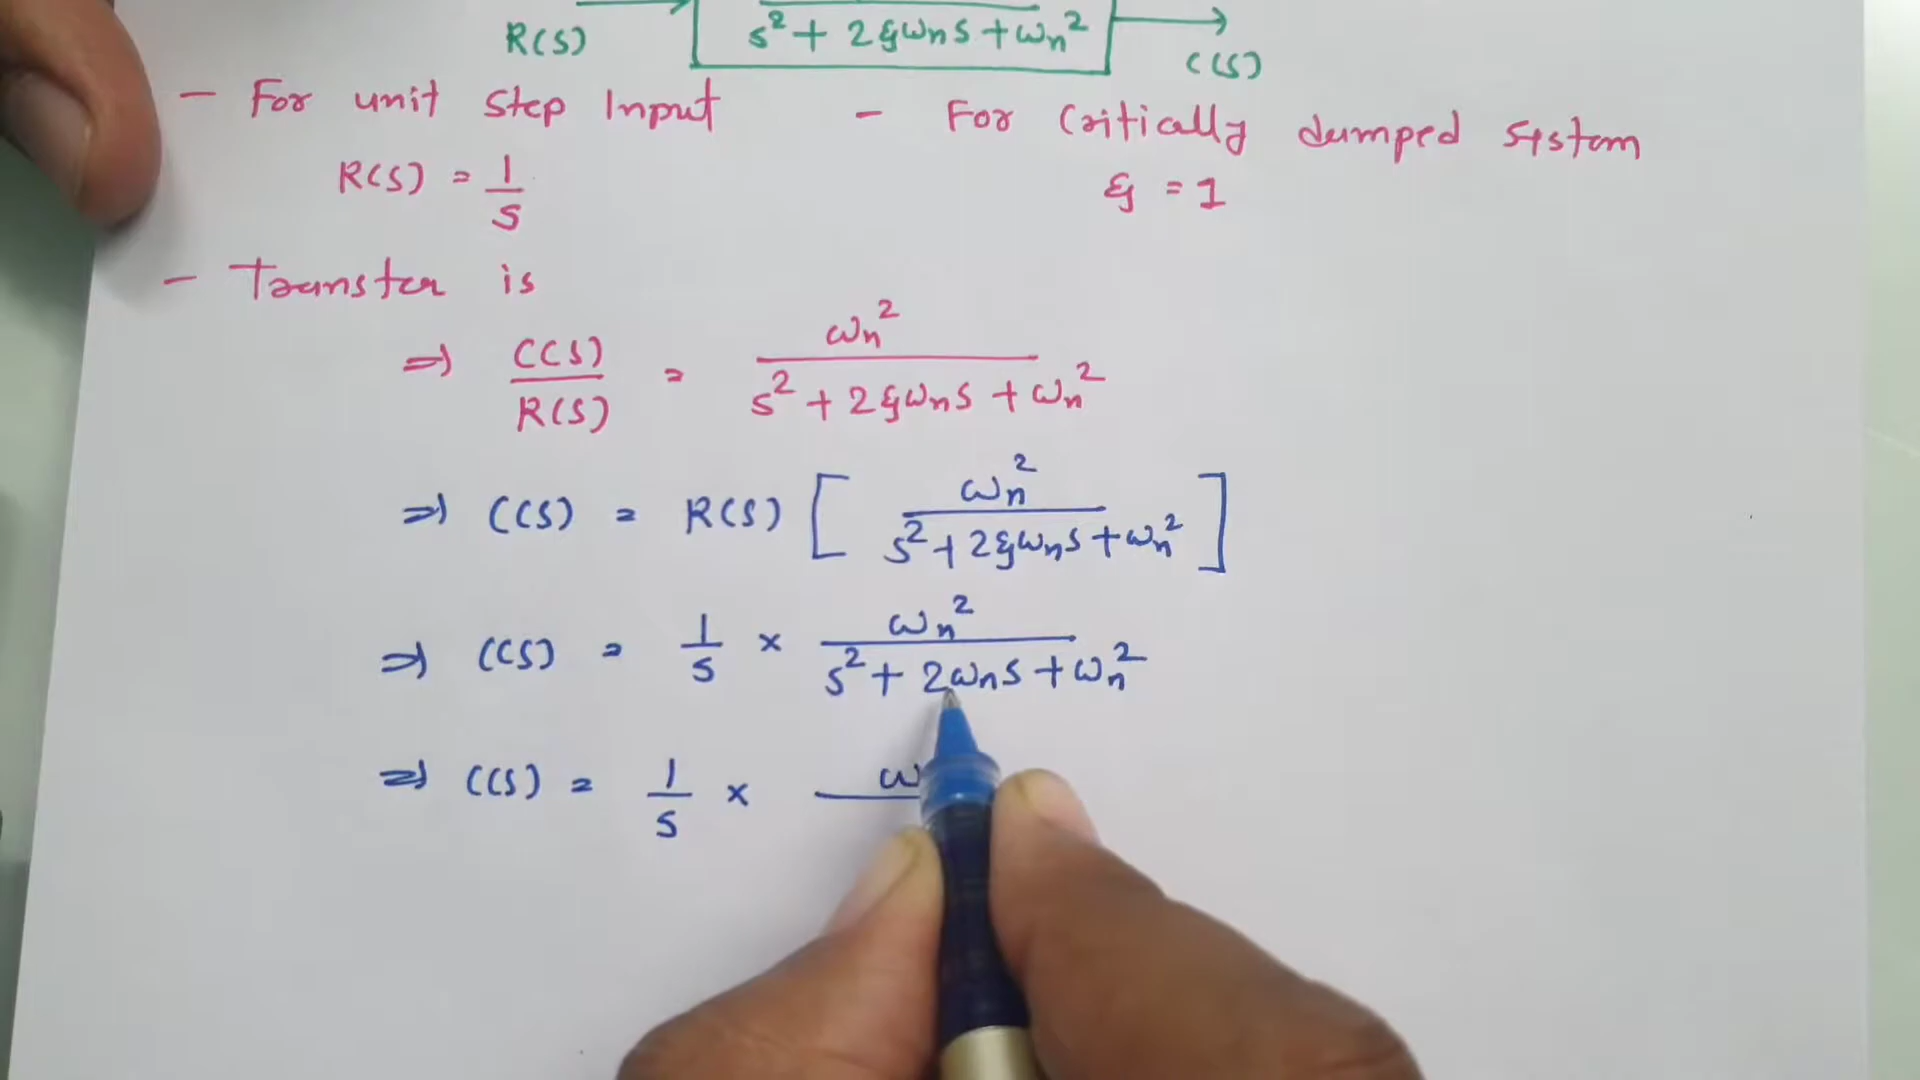 R(S) s² + 2ξωns + ωn² C(S)
- For unit Step Input - For Critically dumped system
R(S) = 1/s ξ = 1
- Transfer is
⇒ C(S)/R(S) = ωn²/(s² + 2ξωns + ωn²)
⇒ C(S) = R(S) [ ωn²/(s² + 2ξωns + ωn²) ]
⇒ C(S) = 1/s × ωn²/(s² + 2ωns + ωn²)
⇒ C(S) = 1/s × ω